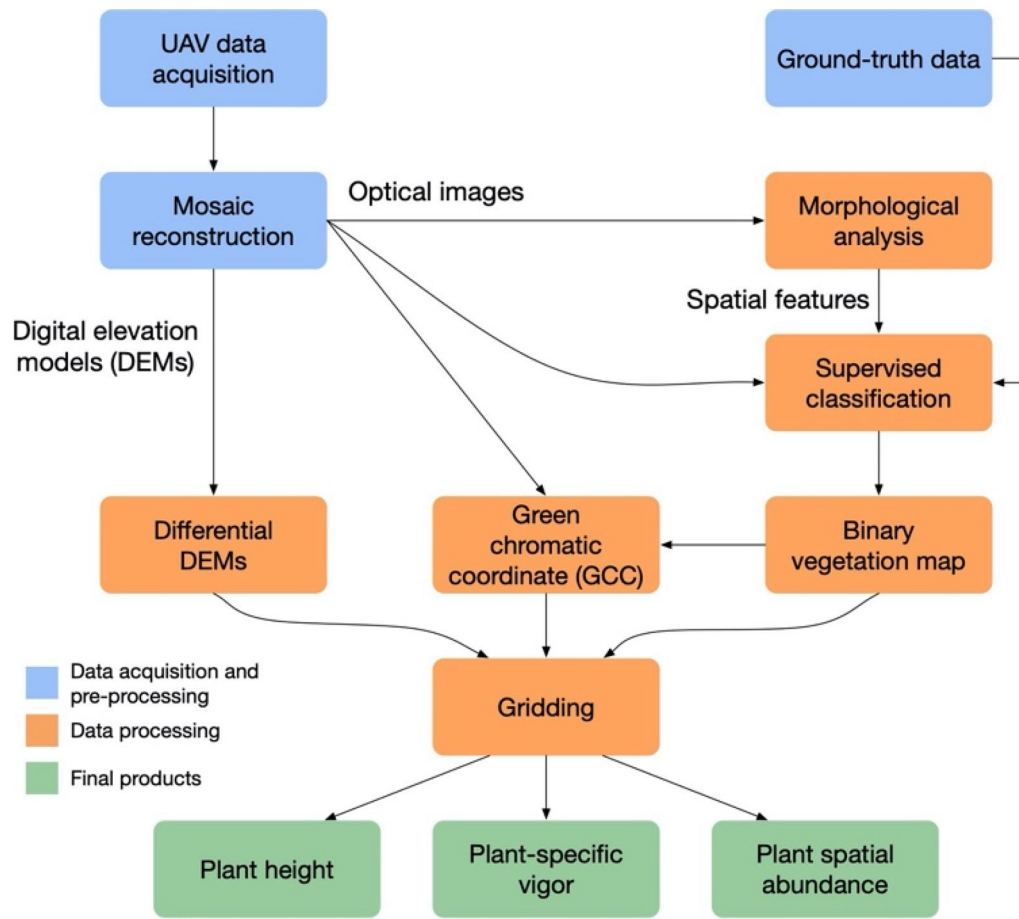 UAV data
acquisition
Ground-truth data
Mosaic
reconstruction
Optical images
Morphological
analysis
Spatial features
Digital elevation
models (DEMs)
Supervised
classification
Differential
DEMs
Green
chromatic
coordinate (GCC)
Binary
vegetation map
Data acquisition and
pre-processing
Data processing
Final products
Gridding
Plant height
Plant-specific
vigor
Plant spatial
abundance